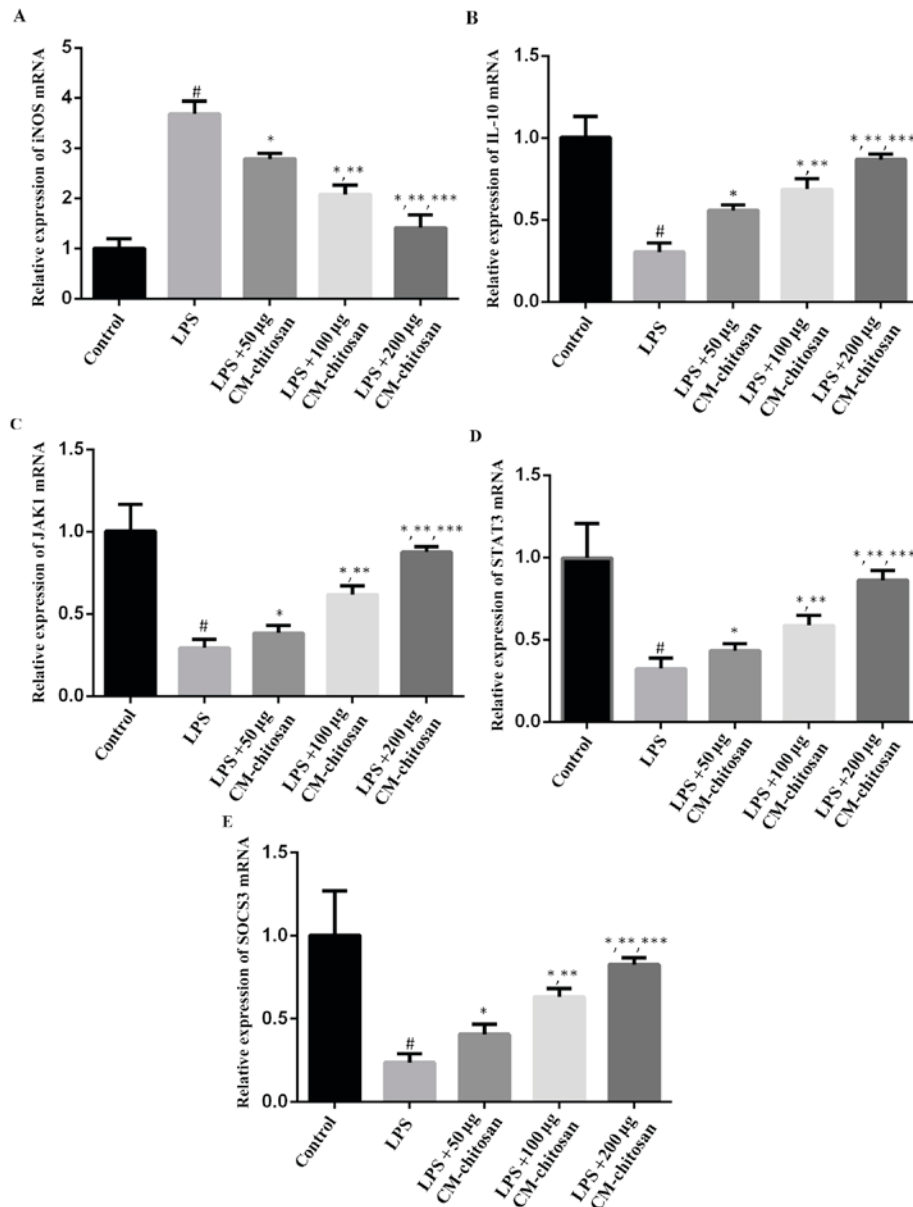 A
Relative expression of iNOS mRNA
5
4
3
2
1
0
#
*
*,**
*,**,***
Control
LPS
LPS+50 μg
CM-chitosan
LPS+100 μg
CM-chitosan
LPS+200 μg
CM-chitosan
B
Relative expression of IL-10 mRNA
1.5
1.0
0.5
0.0
#
*
*,**
*,**,***
Control
LPS
LPS+50 μg
CM-chitosan
LPS+100 μg
CM-chitosan
LPS+200 μg
CM-chitosan
C
Relative expression of JAK1 mRNA
1.5
1.0
0.5
0.0
#
*
*,**
*,**,***
Control
LPS
LPS+50 μg
CM-chitosan
LPS+100 μg
CM-chitosan
LPS+200 μg
CM-chitosan
D
Relative expression of STAT3 mRNA
1.5
1.0
0.5
0.0
#
*
*,**
*,**,***
Control
LPS
LPS+50 μg
CM-chitosan
LPS+100 μg
CM-chitosan
LPS+200 μg
CM-chitosan
E
Relative expression of SOCS3 mRNA
1.5
1.0
0.5
0.0
#
*
*,**
*,**,***
Control
LPS
LPS+50 μg
CM-chitosan
LPS+100 μg
CM-chitosan
LPS+200 μg
CM-chitosan